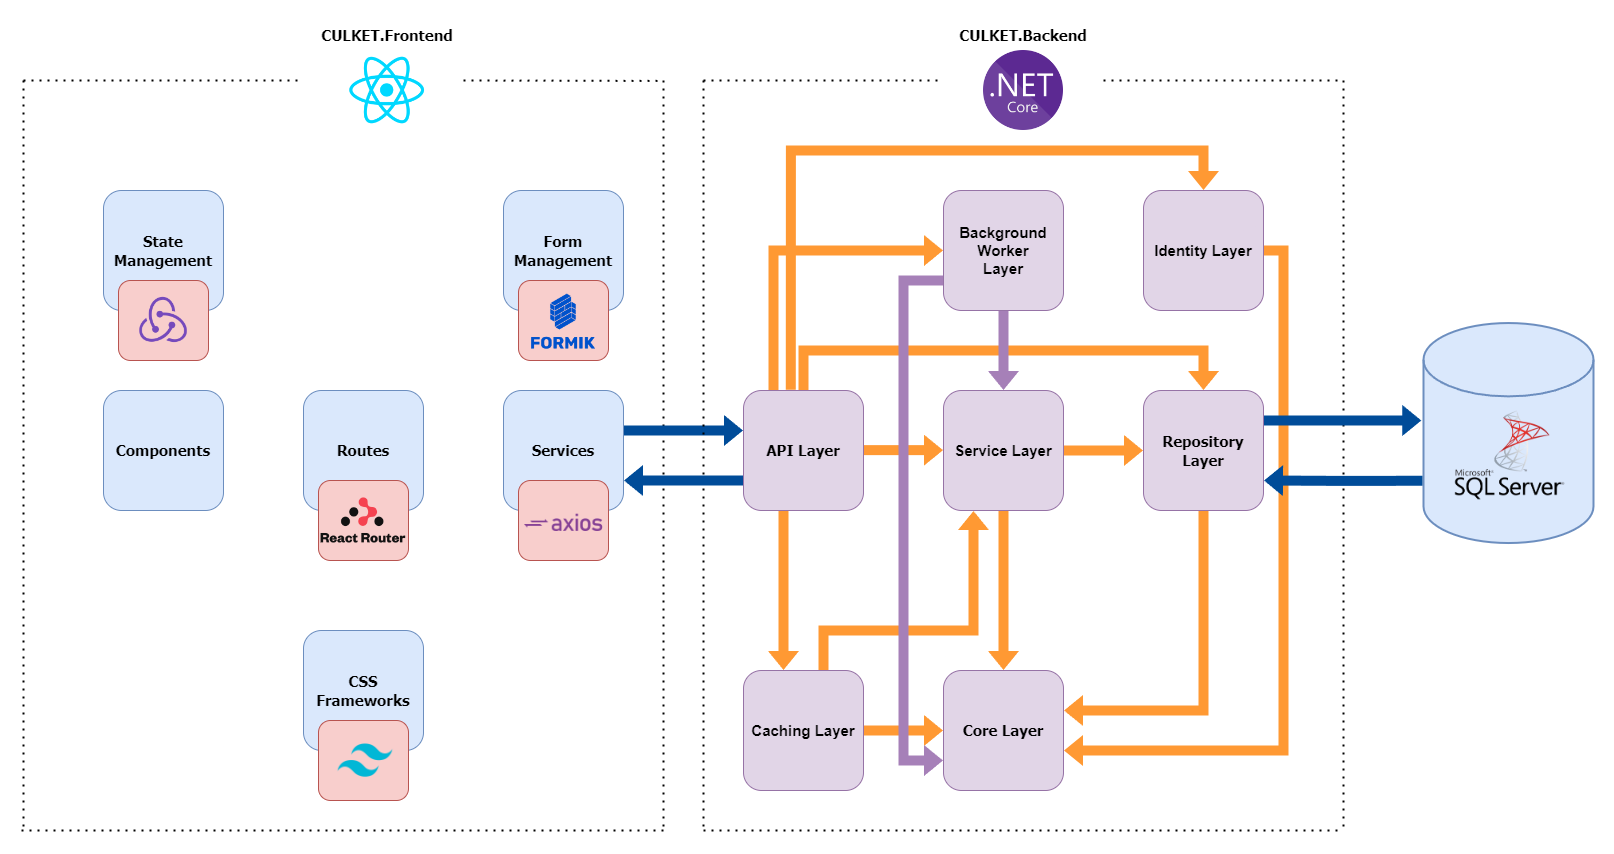 CULKET.Frontend
CULKET.Backend
.NET
Core
State
Management
Form
Management
FORMIK
Background
Worker
Layer
Identity Layer
Components
Routes
React Router
Services
axios
API Layer
Service Layer
Repository
Layer
Microsoft
SQL Server
CSS
Frameworks
Caching Layer
Core Layer